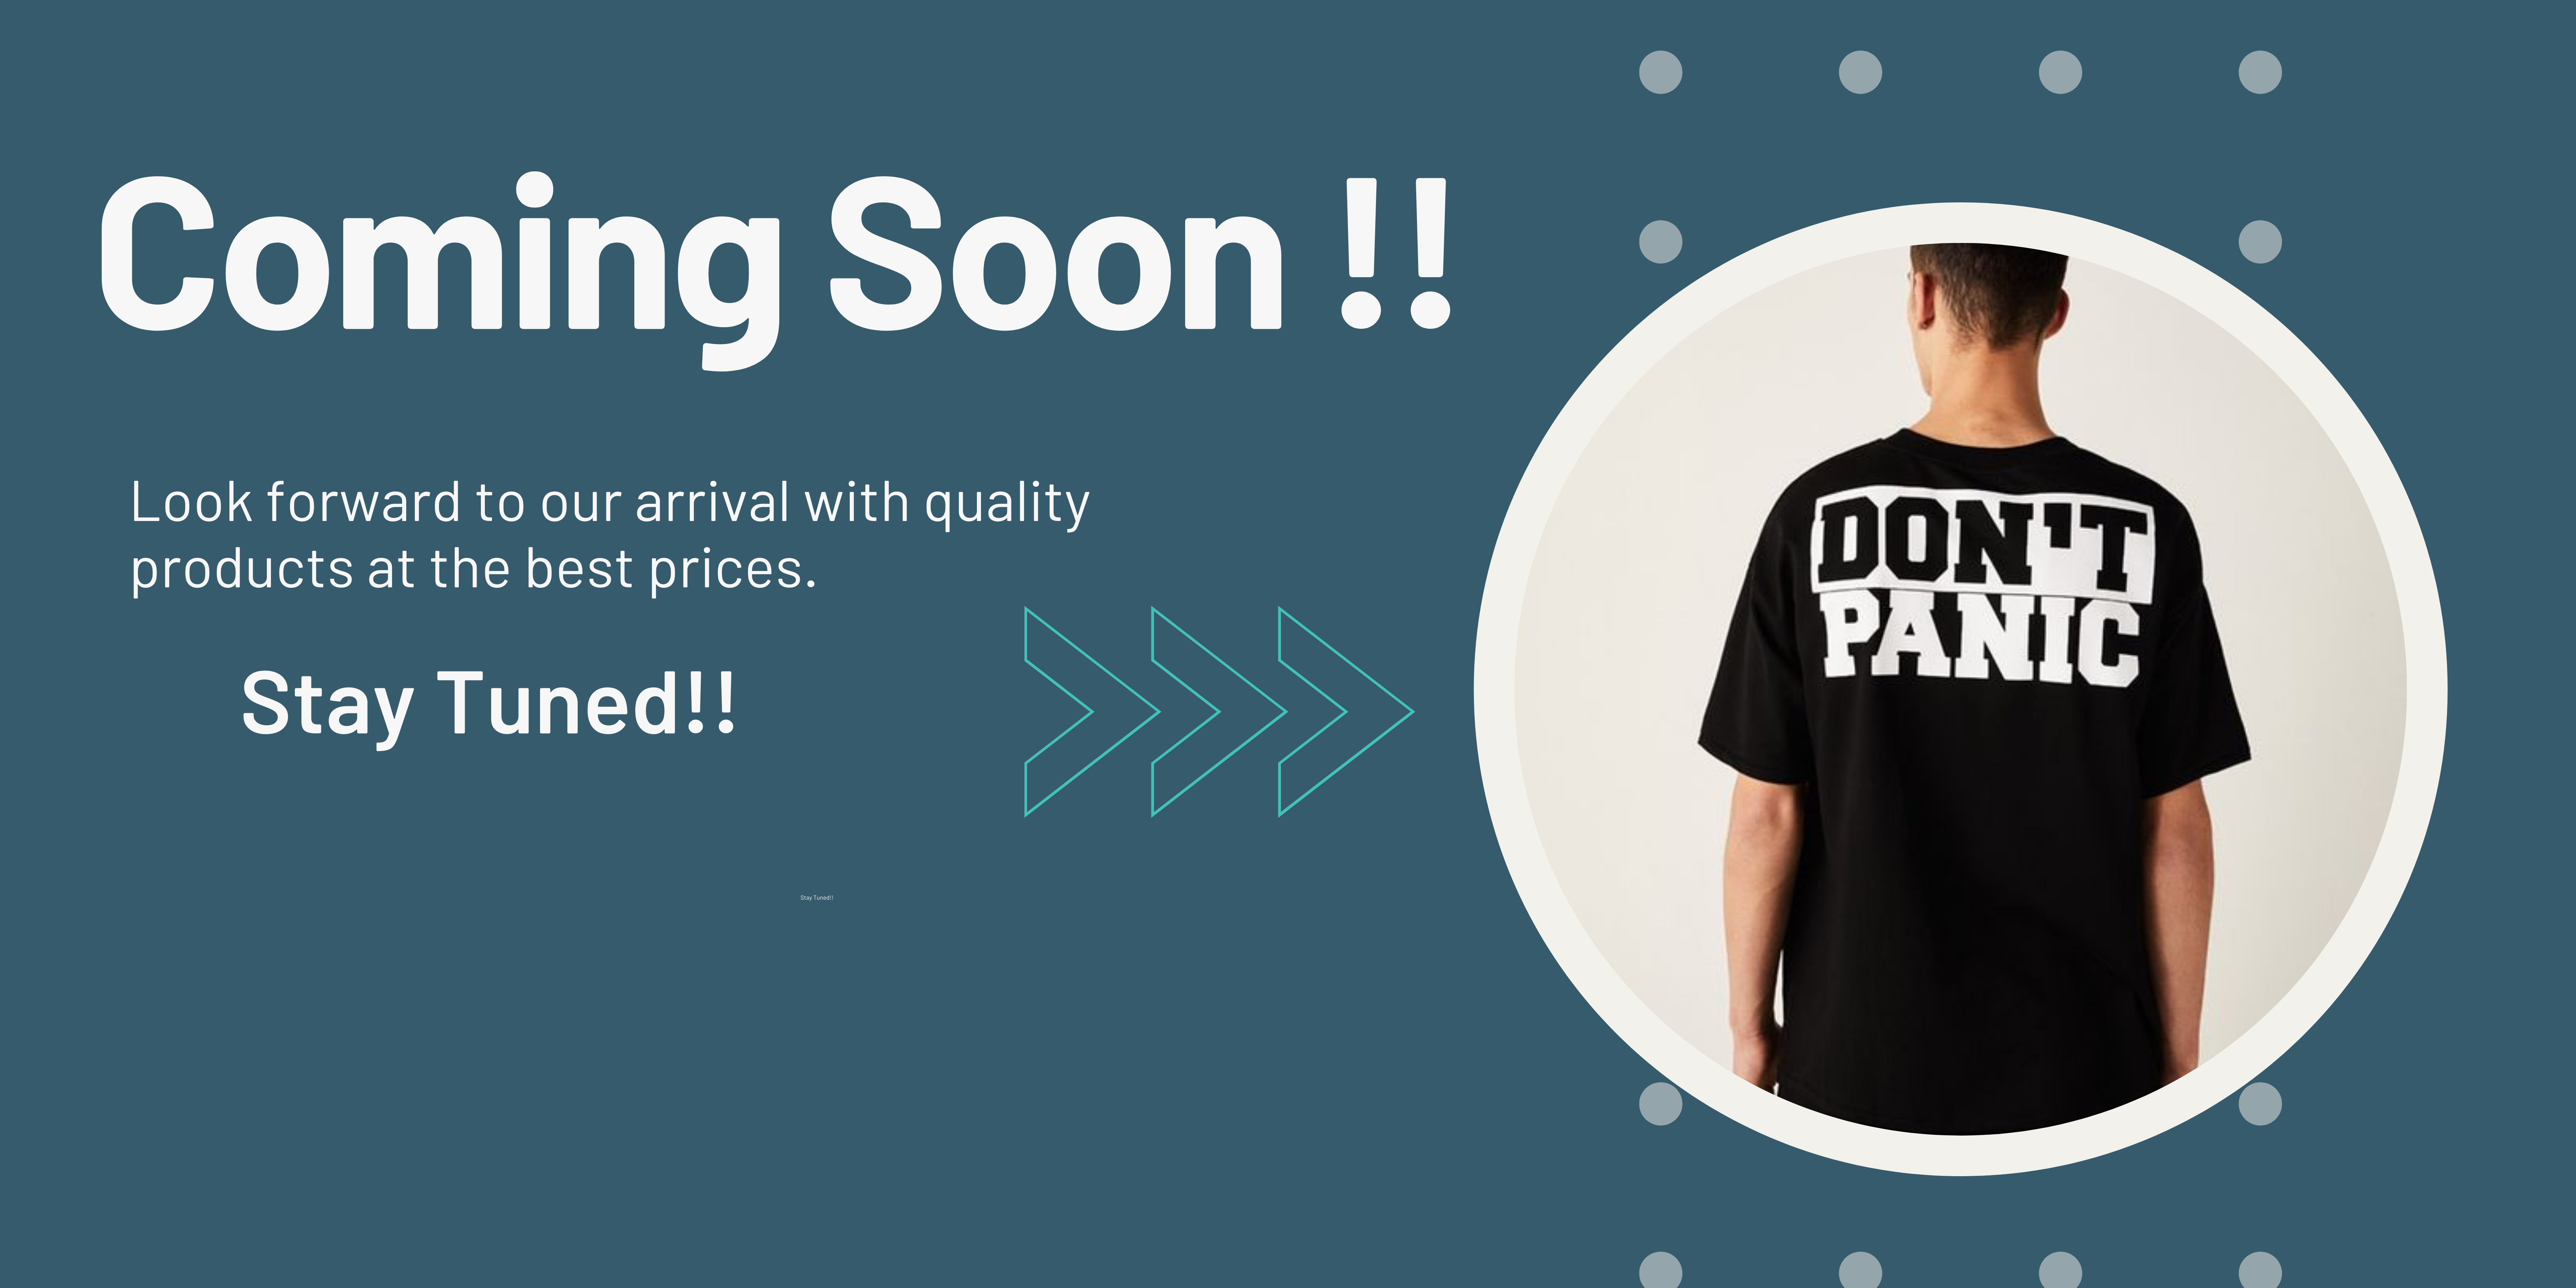 Coming Soon !!
Look forward to our arrival with quality
products at the best prices.
Stay Tuned!!
Stay Tuned!!
DON'T
PANIC